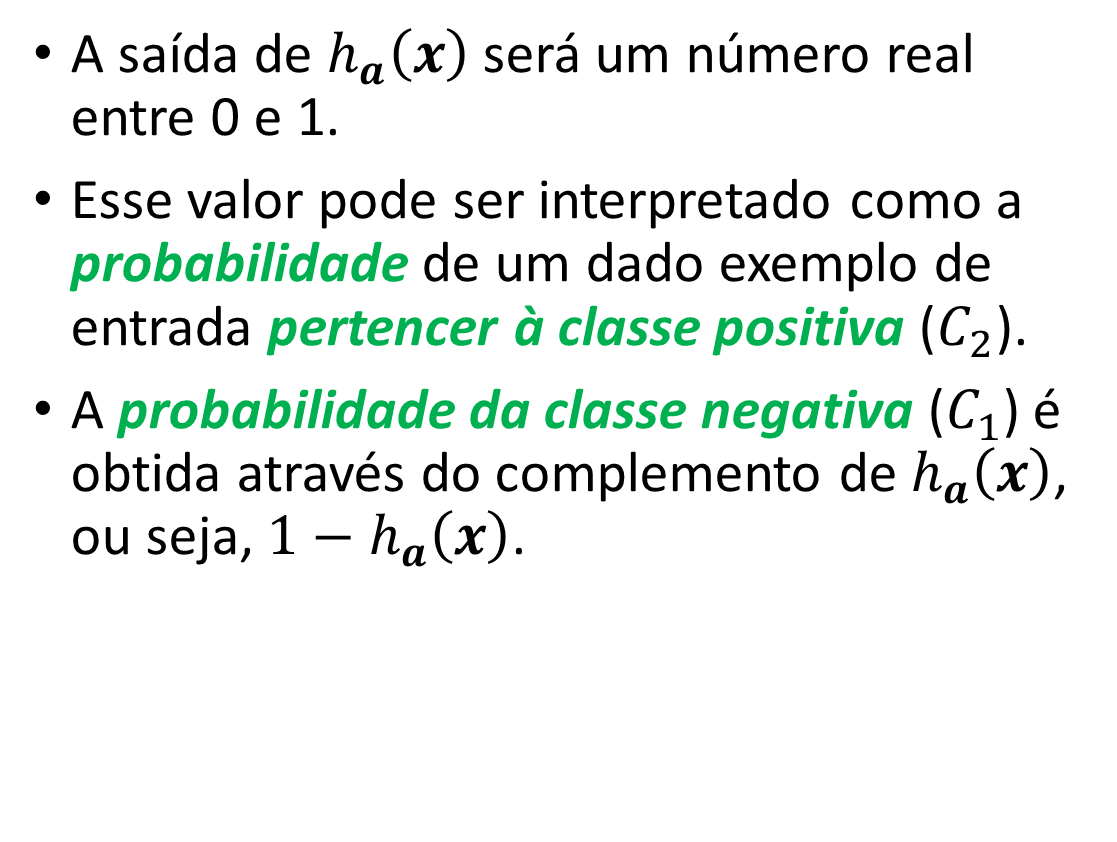 • A saída de ℎ𝒂(𝒙) será um número real
entre 0 e 1.
• Esse valor pode ser interpretado como a
probabilidade de um dado exemplo de
entrada pertencer à classe positiva (𝐶₂).
• A probabilidade da classe negativa (𝐶₁) é
obtida através do complemento de ℎ𝒂(𝒙),
ou seja, 1 − ℎ𝒂(𝒙).